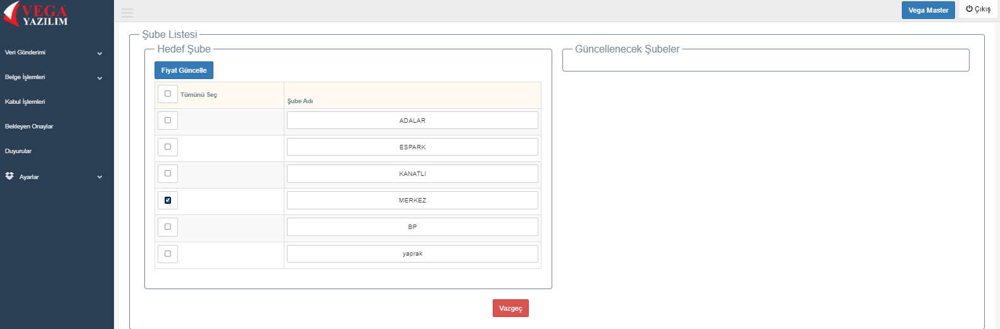 VEGA
YAZILIM
Vega Master
Çıkış
Veri Gönderimi
Belge İşlemleri
Kabul İşlemleri
Bekleyen Onaylar
Duyurular
Ayarlar
Şube Listesi
Hedef Şube
Fiyat Güncelle
Tümünü Seç
Şube Adı
ADALAR
ESPARK
KANATLI
MERKEZ
BP
yaprak
Güncellenecek Şubeler
Vazgeç